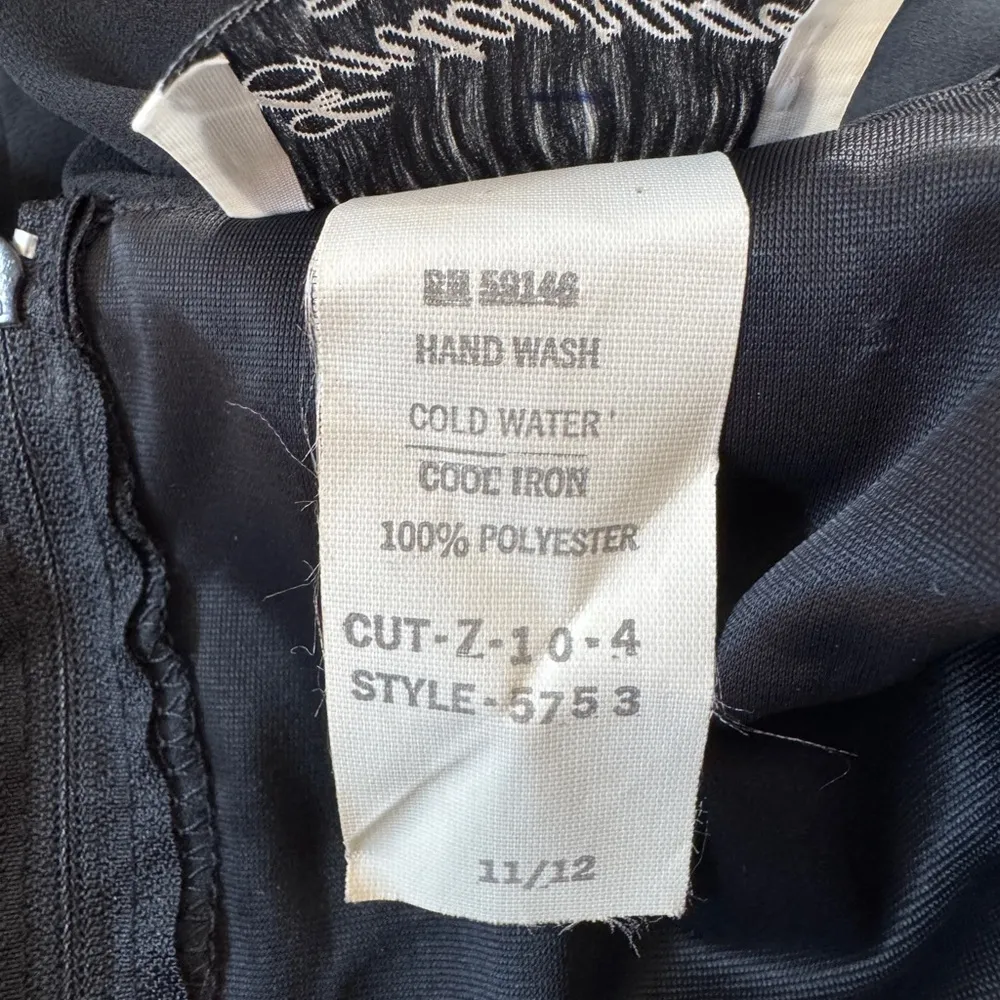 RN 59146
HAND WASH
COLD WATER
COOL IRON
100% POLYESTER
CUT-Z-10-4
STYLE-5753
11/12